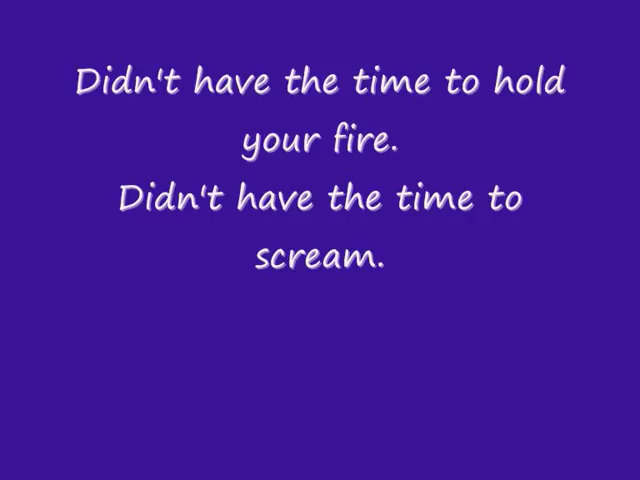 Didn't have the time to hold
your fire.
Didn't have the time to
scream.